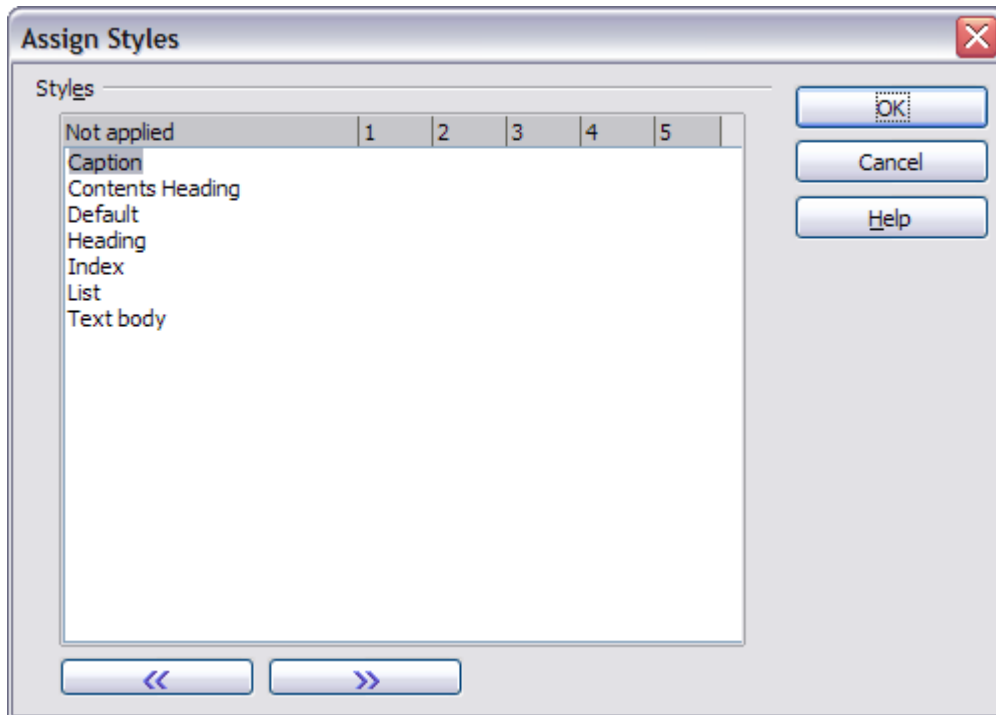 Assign Styles
Styles
Not applied 1 2 3 4 5
Caption
Contents Heading
Default
Heading
Index
List
Text body
OK
Cancel
Help
<< >>